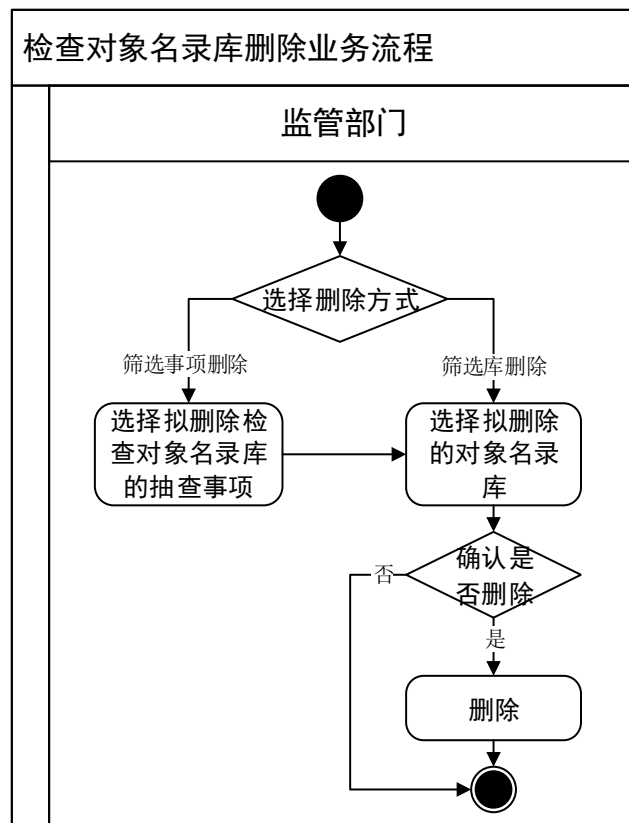 检查对象名录库删除业务流程
监管部门
选择删除方式
筛选事项删除
筛选库删除
选择拟删除检
查对象名录库
的抽查事项
选择拟删除
的对象名录
库
确认是
否删除
否
是
删除